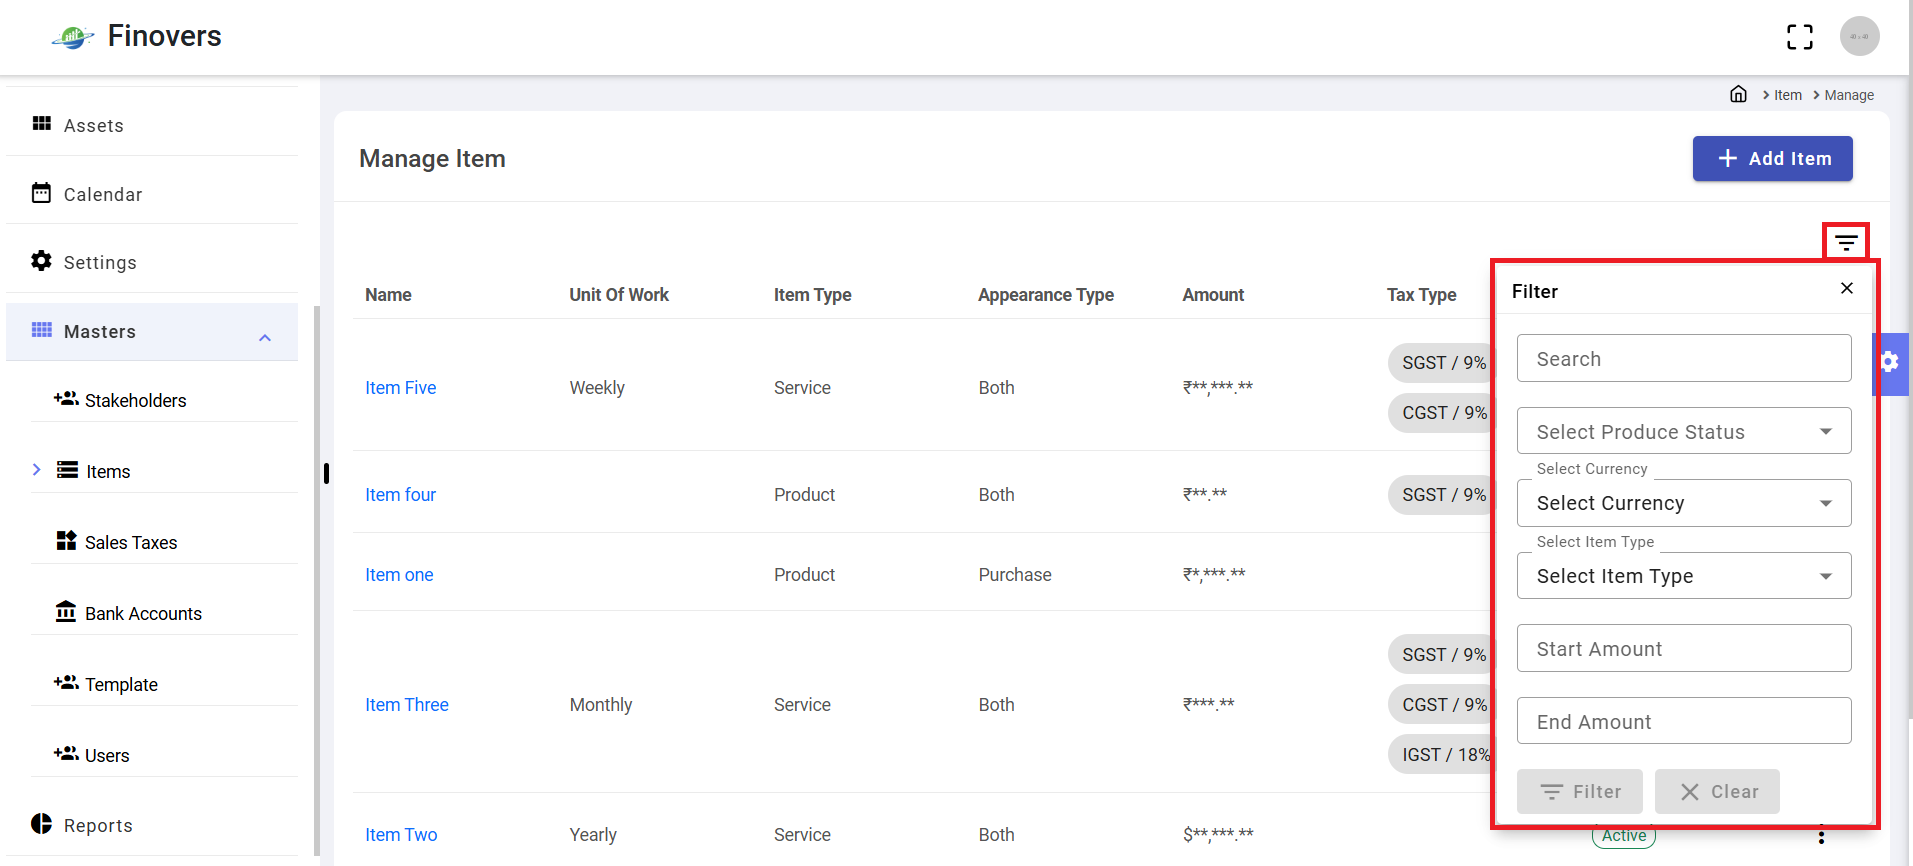 Finovers
Item
Manage
Assets
Calendar
Settings
Masters
Stakeholders
Items
Sales Taxes
Bank Accounts
Template
Users
Reports
Manage Item
Add Item
Name
Unit Of Work
Item Type
Appearance Type
Amount
Tax Type
Item Five
Weekly
Service
Both
₹**,***.**
SGST / 9%
CGST / 9%
Item four
Product
Both
₹**.**
SGST / 9%
Item one
Product
Purchase
₹*,***.**
Item Three
Monthly
Service
Both
₹***.**
SGST / 9%
CGST / 9%
IGST / 18%
Item Two
Yearly
Service
Both
$**,***.**
Active
Filter
Search
Select Produce Status
Select Currency
Select Currency
Select Item Type
Select Item Type
Start Amount
End Amount
Filter
Clear